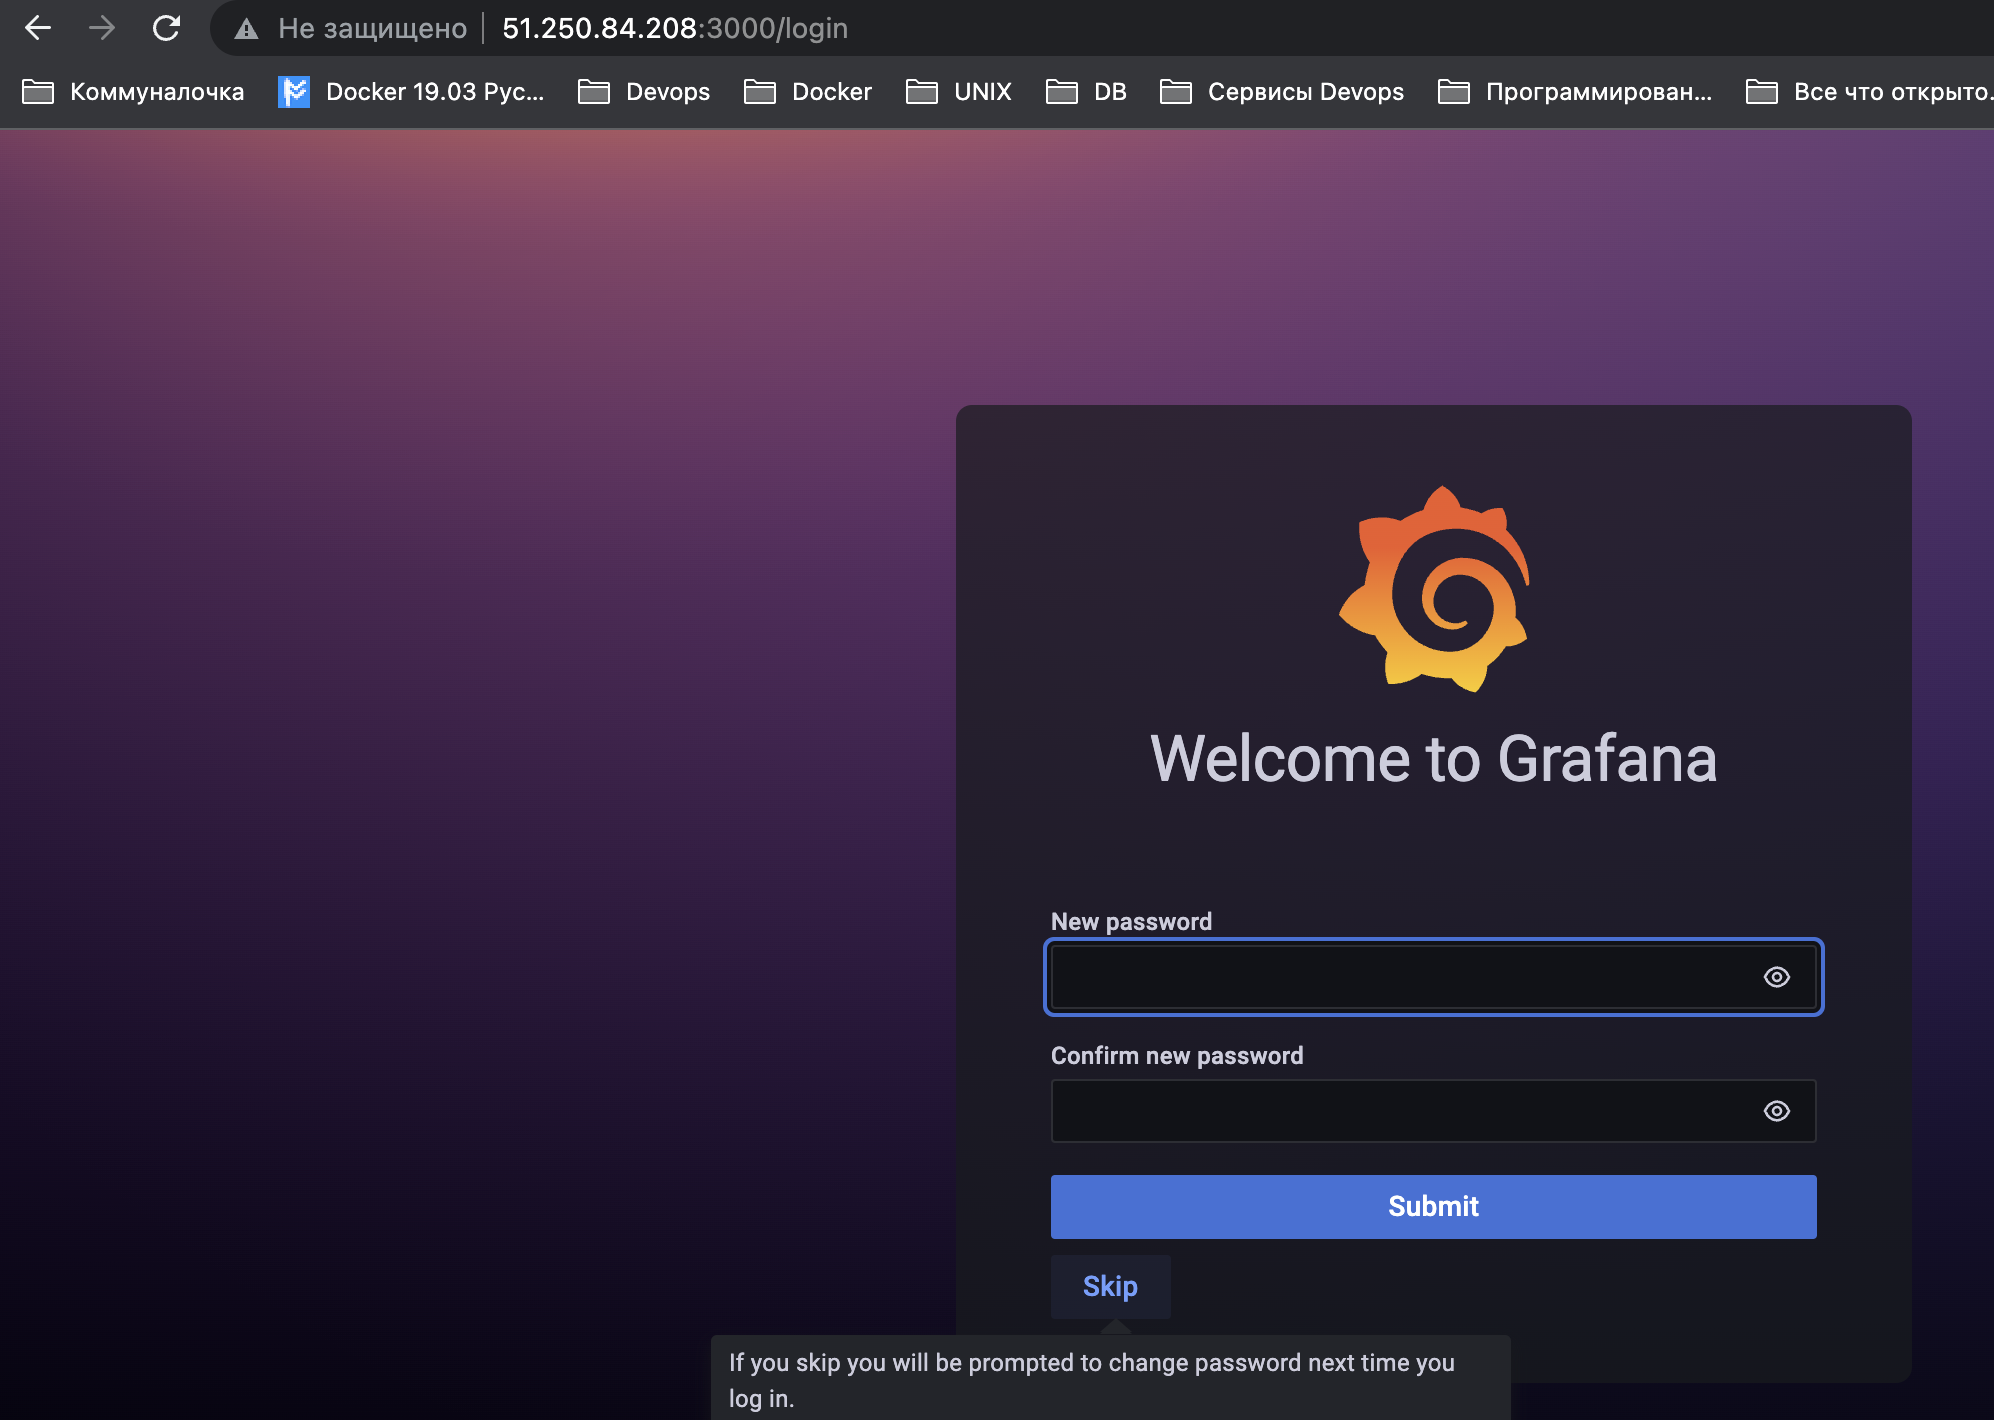 Не защищено 51.250.84.208:3000/login
Коммуналочка Docker 19.03 Рус... Devops Docker UNIX DB Сервисы Devops Программирован... Все что открыто.
Welcome to Grafana
New password
Confirm new password
Submit
Skip
If you skip you will be prompted to change password next time you
log in.